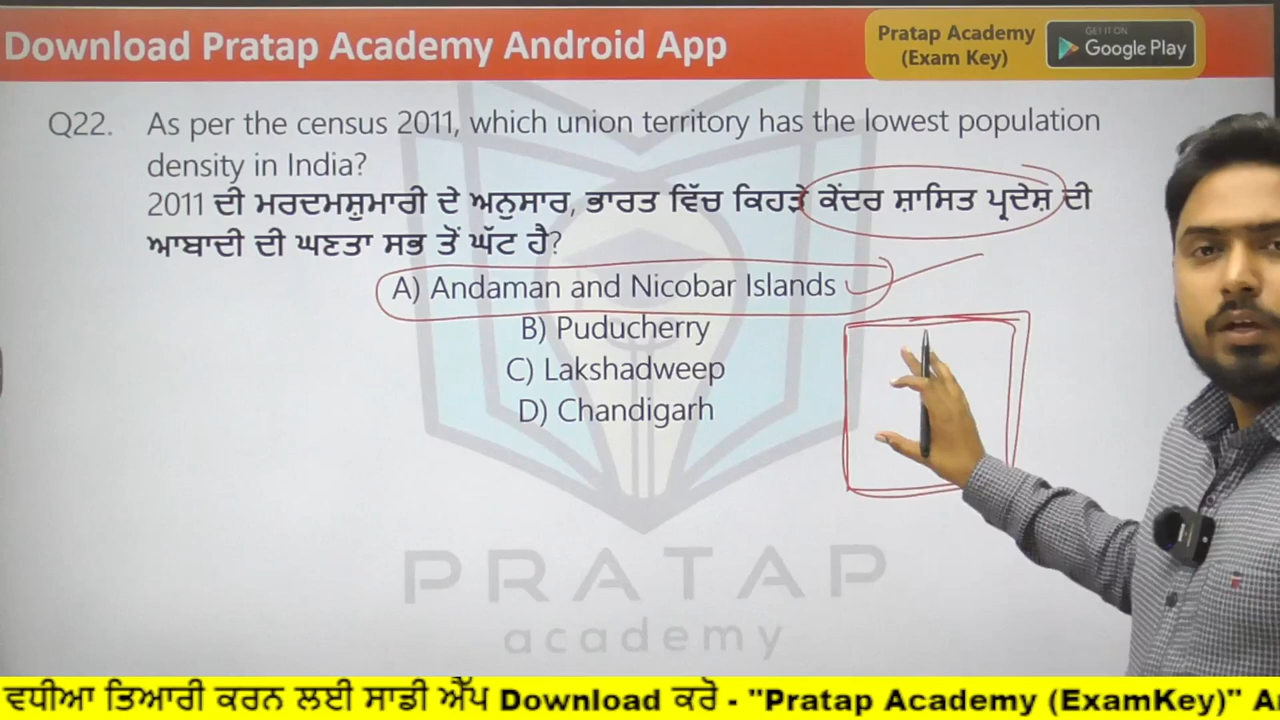 Download Pratap Academy Android App
Pratap Academy
(Exam Key)
GET IT ON
Google Play
Q22. As per the census 2011, which union territory has the lowest population
density in India?
2011 ਦੀ ਮਰਦਮਸ਼ੁਮਾਰੀ ਦੇ ਅਨੁਸਾਰ, ਭਾਰਤ ਵਿੱਚ ਕਿਹੜੇ ਕੇਂਦਰ ਸ਼ਾਸਿਤ ਪ੍ਰਦੇਸ਼ ਦੀ
ਆਬਾਦੀ ਦੀ ਘਣਤਾ ਸਭ ਤੋਂ ਘੱਟ ਹੈ?
A) Andaman and Nicobar Islands
B) Puducherry
C) Lakshadweep
D) Chandigarh
PRATAP
academy
ਵਧੀਆ ਤਿਆਰੀ ਕਰਨ ਲਈ ਸਾਡੀ ਐੱਪ Download ਕਰੋ - "Pratap Academy (ExamKey)" A